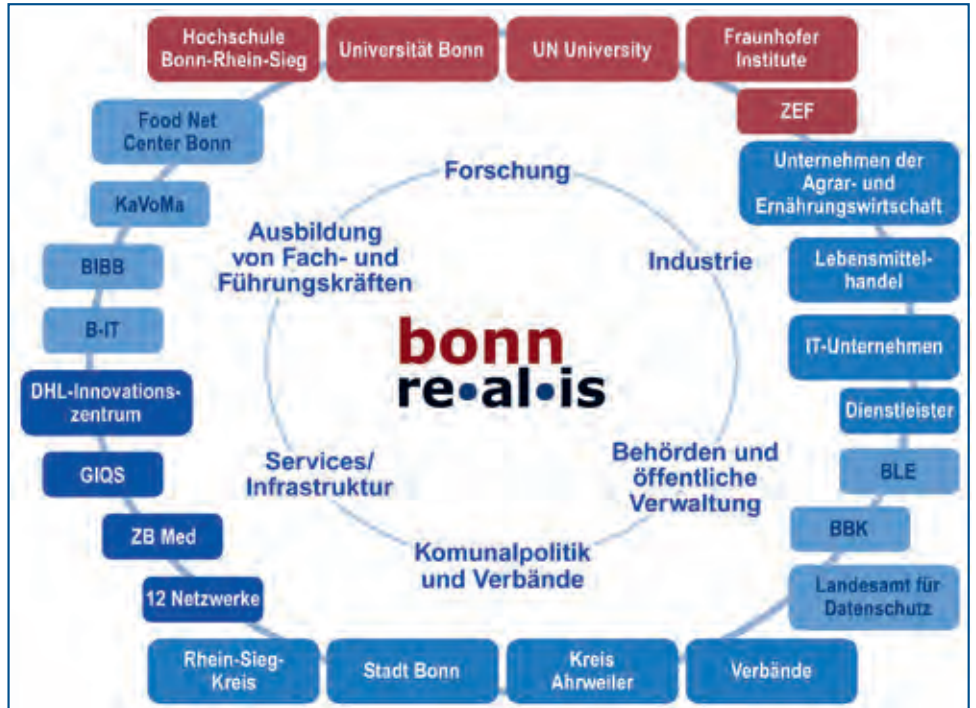 Hochschule
Bonn-Rhein-Sieg
Universität Bonn
UN University
Fraunhofer
Institute
ZEF
Unternehmen der
Agrar- und
Ernährungswirtschaft
Lebensmittel-
handel
IT-Unternehmen
Dienstleister
BLE
BBK
Landesamt für
Datenschutz
Verbände
Kreis
Ahrweiler
Stadt Bonn
Rhein-Sieg-
Kreis
12 Netzwerke
ZB Med
GIQS
DHL-Innovations-
zentrum
B-IT
BIBB
KaVoMa
Food Net
Center Bonn
Forschung
Industrie
Behörden und
öffentliche
Verwaltung
Komunalpolitik
und Verbände
Services/
Infrastruktur
Ausbildung
von Fach- und
Führungskräften
bonn
re•al•is